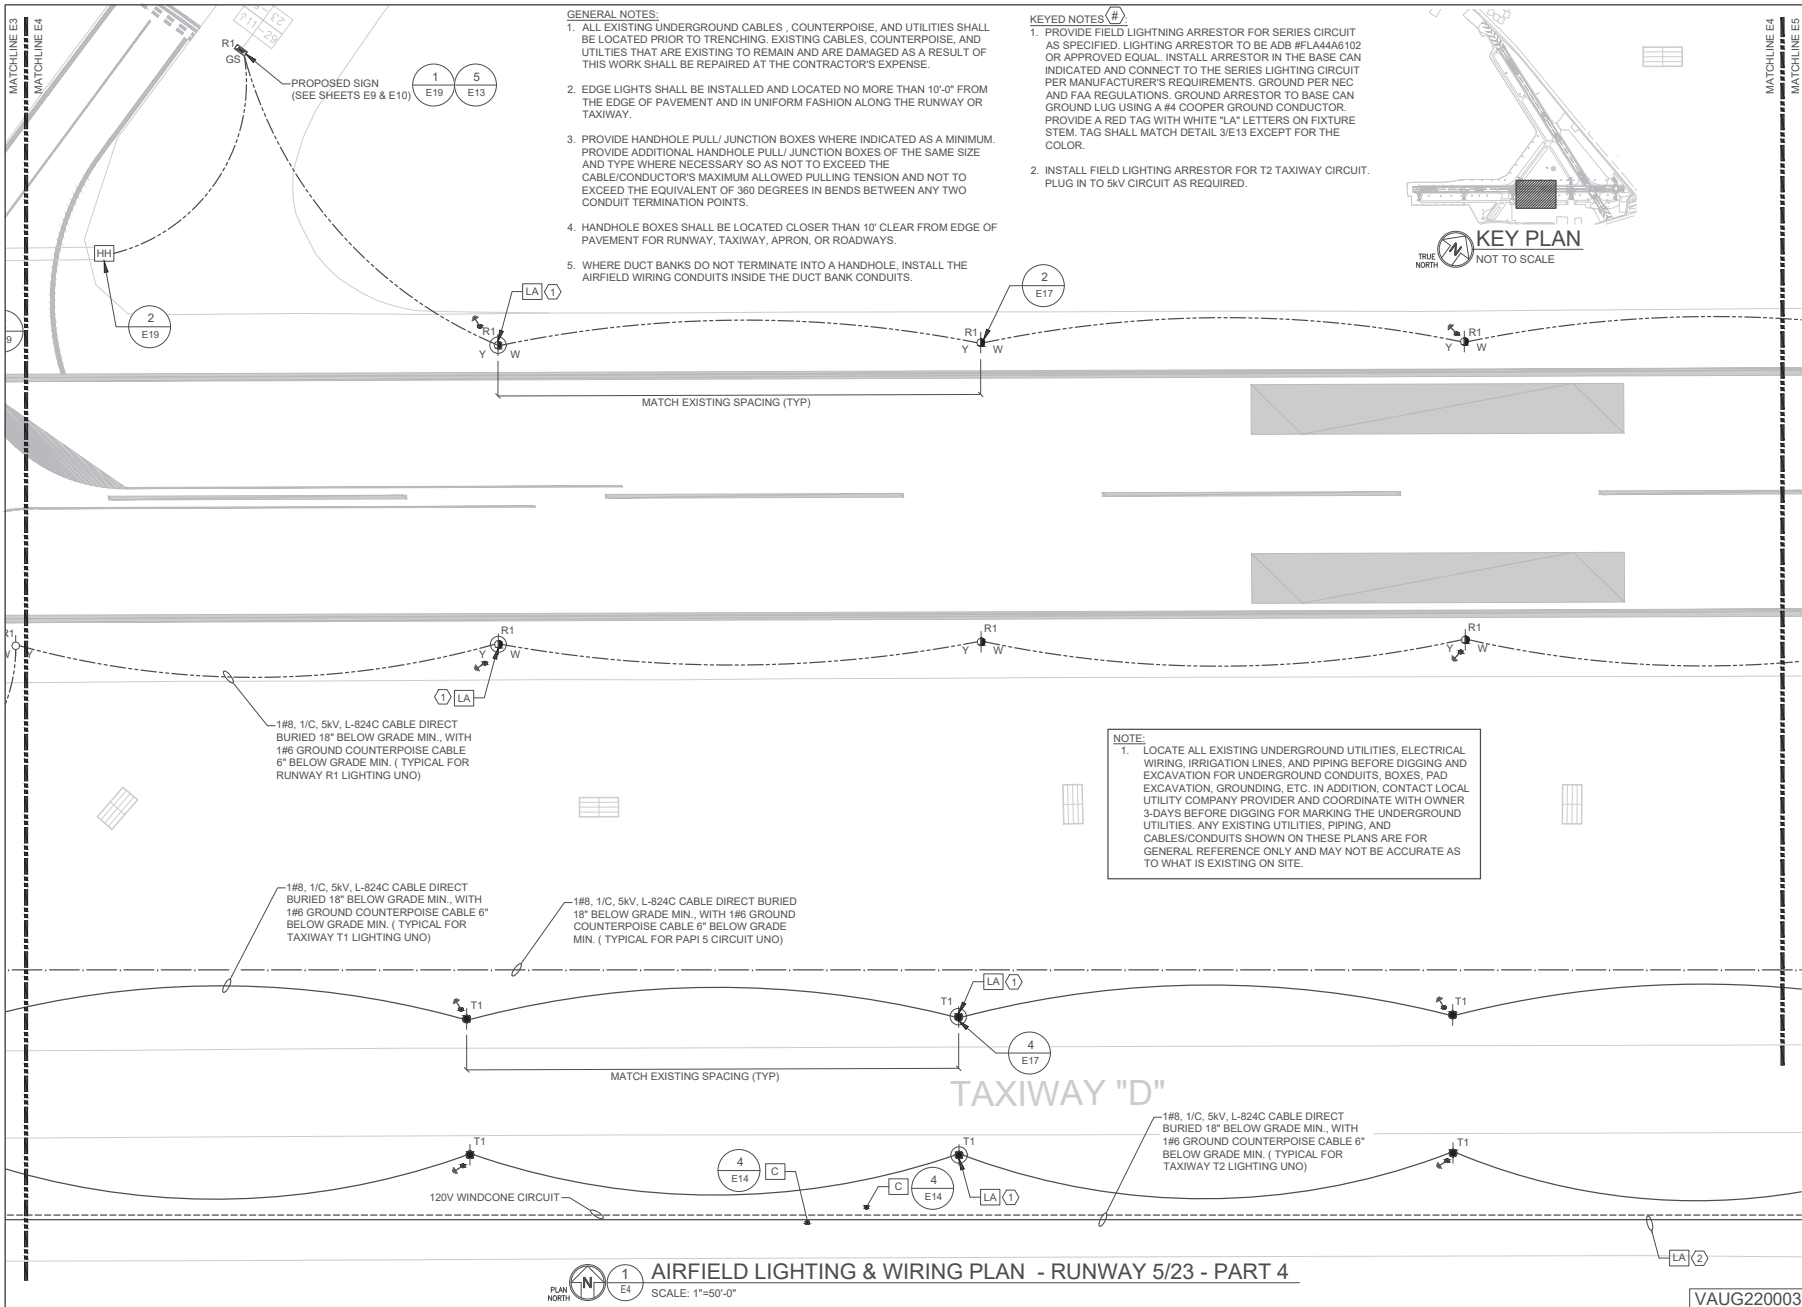 MATCHLINE E3
MATCHLINE E4
GENERAL NOTES:
1. ALL EXISTING UNDERGROUND CABLES , COUNTERPOISE, AND UTILITIES SHALL
BE LOCATED PRIOR TO TRENCHING. EXISTING CABLES, COUNTERPOISE, AND
UTILTIES THAT ARE EXISTING TO REMAIN AND ARE DAMAGED AS A RESULT OF
THIS WORK SHALL BE REPAIRED AT THE CONTRACTOR'S EXPENSE.
2. EDGE LIGHTS SHALL BE INSTALLED AND LOCATED NO MORE THAN 10'-0" FROM
THE EDGE OF PAVEMENT AND IN UNIFORM FASHION ALONG THE RUNWAY OR
TAXIWAY.
3. PROVIDE HANDHOLE PULL/ JUNCTION BOXES WHERE INDICATED AS A MINIMUM.
PROVIDE ADDITIONAL HANDHOLE PULL/ JUNCTION BOXES OF THE SAME SIZE
AND TYPE WHERE NECESSARY SO AS NOT TO EXCEED THE
CABLE/CONDUCTOR'S MAXIMUM ALLOWED PULLING TENSION AND NOT TO
EXCEED THE EQUIVALENT OF 360 DEGREES IN BENDS BETWEEN ANY TWO
CONDUIT TERMINATION POINTS.
4. HANDHOLE BOXES SHALL BE LOCATED CLOSER THAN 10' CLEAR FROM EDGE OF
PAVEMENT FOR RUNWAY, TAXIWAY, APRON, OR ROADWAYS.
5. WHERE DUCT BANKS DO NOT TERMINATE INTO A HANDHOLE, INSTALL THE
AIRFIELD WIRING CONDUITS INSIDE THE DUCT BANK CONDUITS.
KEYED NOTES # :
1. PROVIDE FIELD LIGHTNING ARRESTOR FOR SERIES CIRCUIT
AS SPECIFIED. LIGHTING ARRESTOR TO BE ADB #FLA44A6102
OR APPROVED EQUAL. INSTALL ARRESTOR IN THE BASE CAN
INDICATED AND CONNECT TO THE SERIES LIGHTING CIRCUIT
PER MANUFACTURER'S REQUIREMENTS. GROUND PER NEC
AND FAA REGULATIONS. GROUND ARRESTOR TO BASE CAN
GROUND LUG USING A #4 COOPER GROUND CONDUCTOR.
PROVIDE A RED TAG WITH WHITE "LA" LETTERS ON FIXTURE
STEM. TAG SHALL MATCH DETAIL 3/E13 EXCEPT FOR THE
COLOR.
2. INSTALL FIELD LIGHTING ARRESTOR FOR T2 TAXIWAY CIRCUIT.
PLUG IN TO 5kV CIRCUIT AS REQUIRED.
MATCHLINE E4
MATCHLINE E5
23
11
29
R1
GS
PROPOSED SIGN
(SEE SHEETS E9 & E10)
1
E19
5
E13
N
TRUE
NORTH
KEY PLAN
NOT TO SCALE
HH
2
E19
9
LA 1
2
E17
R1
Y W
R1
Y W
R1
Y W
MATCH EXISTING SPACING (TYP)
R1
W Y
R1
Y W
R1
Y W
R1
Y W
1 LA
1#8, 1/C, 5kV, L-824C CABLE DIRECT
BURIED 18" BELOW GRADE MIN., WITH
1#6 GROUND COUNTERPOISE CABLE
6" BELOW GRADE MIN. ( TYPICAL FOR
RUNWAY R1 LIGHTING UNO)
NOTE:
1. LOCATE ALL EXISTING UNDERGROUND UTILITIES, ELECTRICAL
WIRING, IRRIGATION LINES, AND PIPING BEFORE DIGGING AND
EXCAVATION FOR UNDERGROUND CONDUITS, BOXES, PAD
EXCAVATION, GROUNDING, ETC. IN ADDITION, CONTACT LOCAL
UTILITY COMPANY PROVIDER AND COORDINATE WITH OWNER
3-DAYS BEFORE DIGGING FOR MARKING THE UNDERGROUND
UTILITIES. ANY EXISTING UTILITIES, PIPING, AND
CABLES/CONDUITS SHOWN ON THESE PLANS ARE FOR
GENERAL REFERENCE ONLY AND MAY NOT BE ACCURATE AS
TO WHAT IS EXISTING ON SITE.
1#8, 1/C, 5kV, L-824C CABLE DIRECT
BURIED 18" BELOW GRADE MIN., WITH
1#6 GROUND COUNTERPOISE CABLE 6"
BELOW GRADE MIN. ( TYPICAL FOR
TAXIWAY T1 LIGHTING UNO)
1#8, 1/C, 5kV, L-824C CABLE DIRECT BURIED
18" BELOW GRADE MIN., WITH 1#6 GROUND
COUNTERPOISE CABLE 6" BELOW GRADE
MIN. ( TYPICAL FOR PAPI 5 CIRCUIT UNO)
LA 1
T1
T1
T1
4
E17
MATCH EXISTING SPACING (TYP)
TAXIWAY "D"
1#8, 1/C, 5kV, L-824C CABLE DIRECT
BURIED 18" BELOW GRADE MIN., WITH
1#6 GROUND COUNTERPOISE CABLE 6"
BELOW GRADE MIN. ( TYPICAL FOR
TAXIWAY T2 LIGHTING UNO)
T1
T1
T1
4
E14
C
C
4
E14
LA 1
120V WINDCONE CIRCUIT
LA 2
PLAN
NORTH
N
1
E4
AIRFIELD LIGHTING & WIRING PLAN - RUNWAY 5/23 - PART 4
SCALE: 1"=50'-0"
VAUG220003